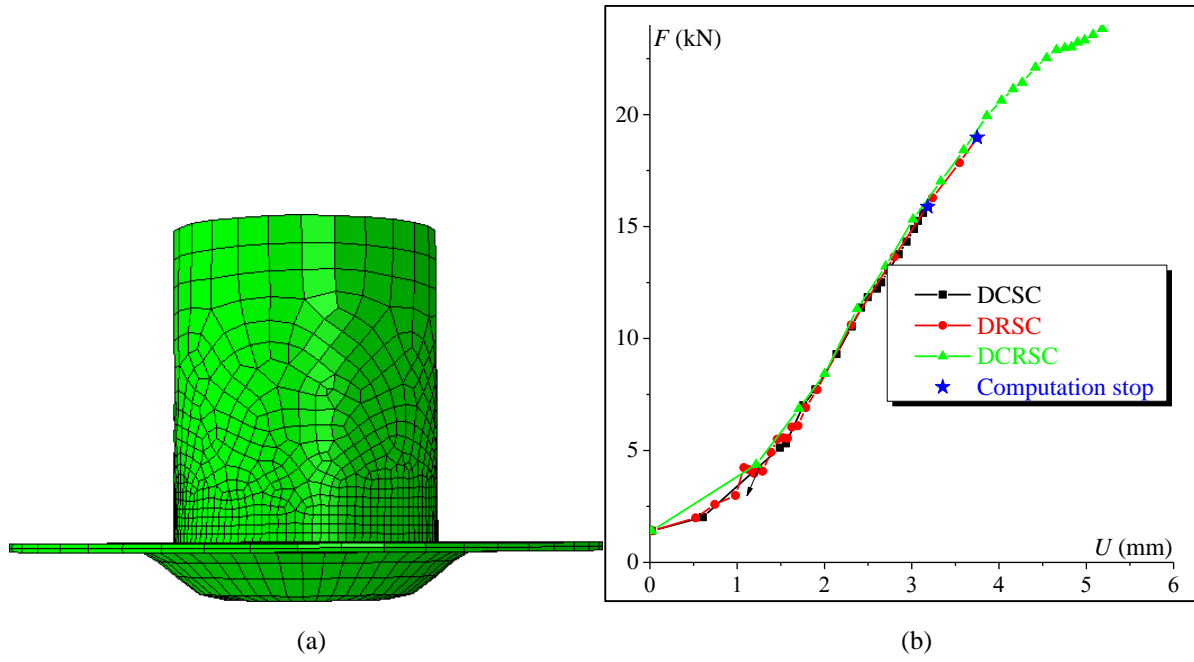 F (kN)
20
15
10
5
0
DCSC
DRSC
DCRSC
Computation stop
U (mm)
0 1 2 3 4 5 6
(a)
(b)